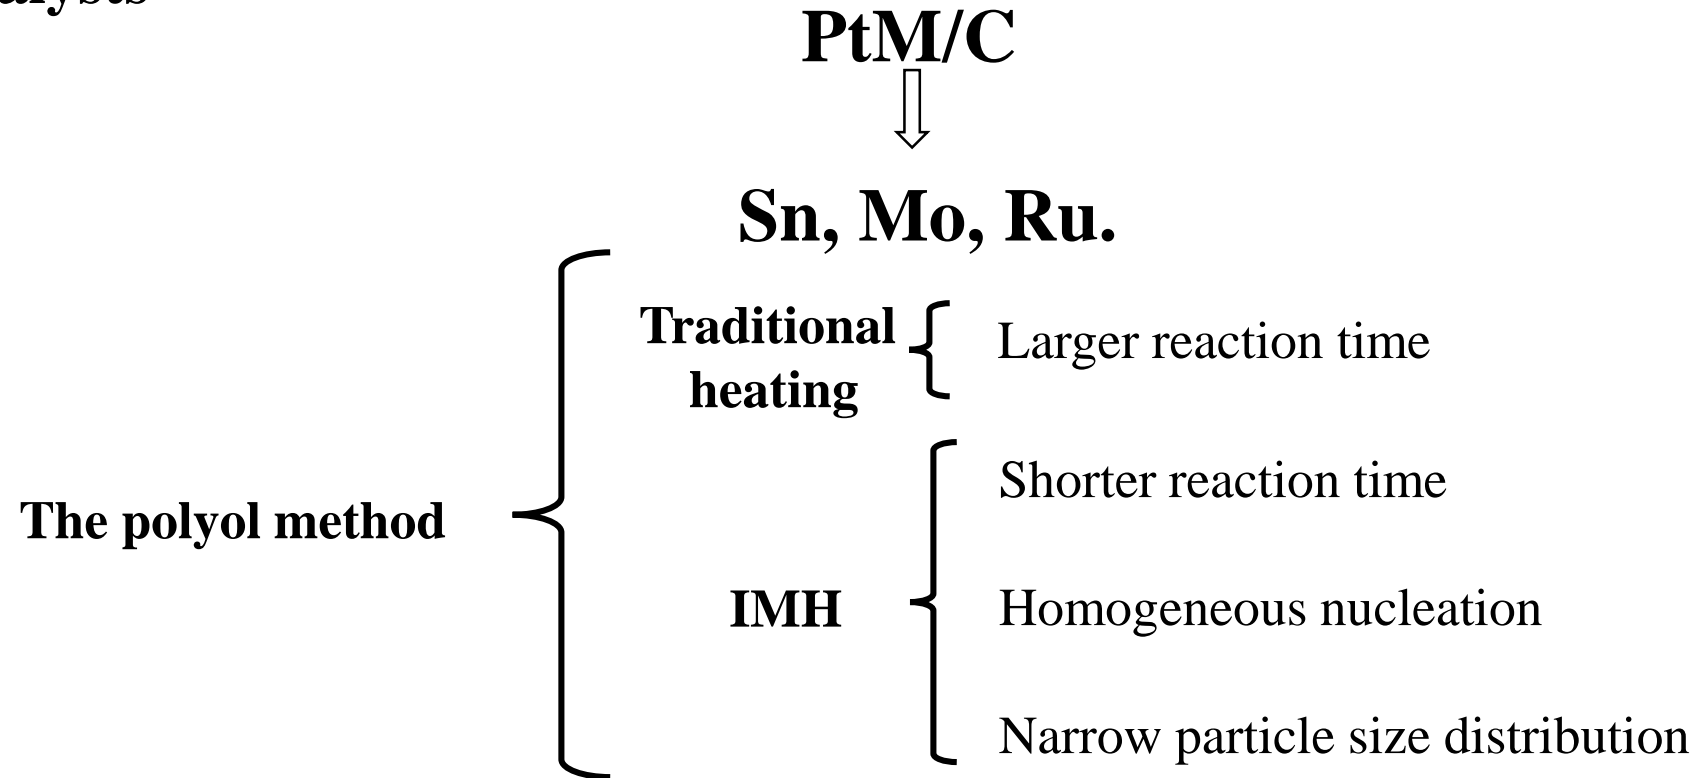 PtM/C
Sn, Mo, Ru.
Traditional
heating
Larger reaction time
The polyol method
IMH
Shorter reaction time
Homogeneous nucleation
Narrow particle size distribution